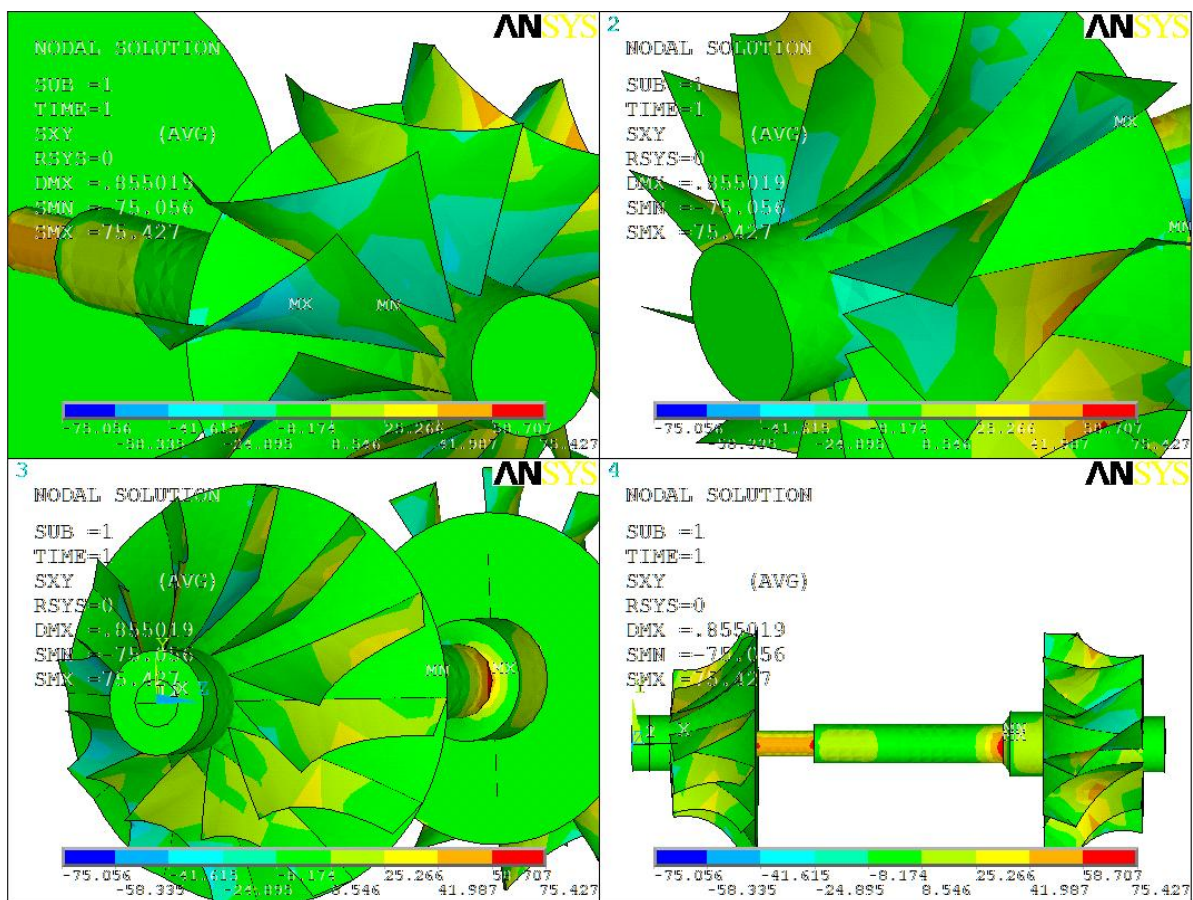 ANSYS
NODAL SOLUTION
SUB =1
TIME=1
SXY (AVG)
RSYS=0
DMX =.855019
SMN =-75.056
SMX =75.427
MX MN
-75.056 -41.615 -8.174 25.266 58.707
-58.335 -24.895 8.546 41.987 75.427
2
ANSYS
NODAL SOLUTION
SUB =1
TIME=1
SXY (AVG)
RSYS=0
DMX =.855019
SMN =-75.056
SMX =75.427
MX
MN
-75.056 -41.615 -8.174 25.266 58.707
-58.335 -24.895 8.546 41.987 75.427
3
ANSYS
NODAL SOLUTION
SUB =1
TIME=1
SXY (AVG)
RSYS=0
DMX =.855019
SMN =-75.056
SMX =75.427
Y
X Z
MN MX
-75.056 -41.615 -8.174 25.266 58.707
-58.335 -24.895 8.546 41.987 75.427
4
ANSYS
NODAL SOLUTION
SUB =1
TIME=1
SXY (AVG)
RSYS=0
DMX =.855019
SMN =-75.056
SMX =75.427
Y
Z X
MN
-75.056 -41.615 -8.174 25.266 58.707
-58.335 -24.895 8.546 41.987 75.427